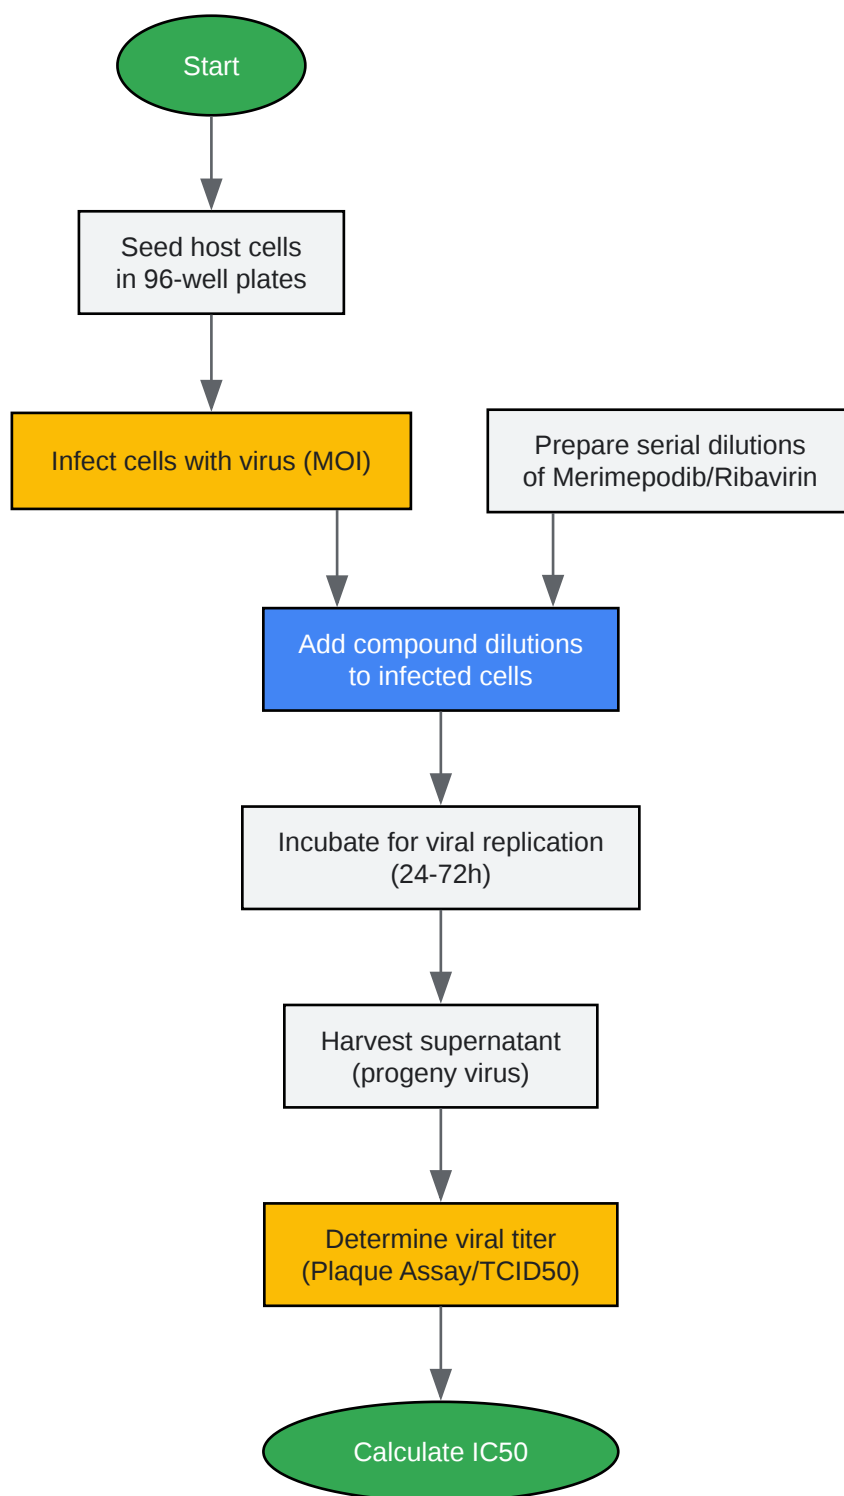 Start
Seed host cells
in 96-well plates
Infect cells with virus (MOI)
Prepare serial dilutions
of Merimepodib/Ribavirin
Add compound dilutions
to infected cells
Incubate for viral replication
(24-72h)
Harvest supernatant
(progeny virus)
Determine viral titer
(Plaque Assay/TCID50)
Calculate IC50